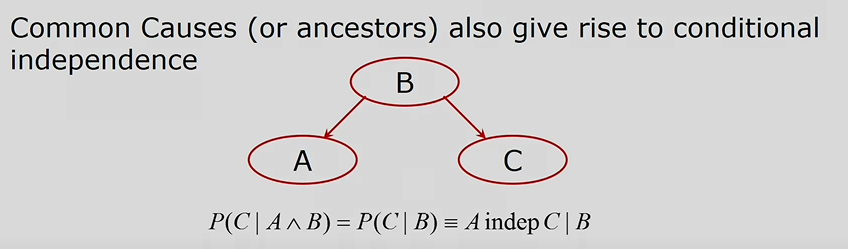 Common Causes (or ancestors) also give rise to conditional
independence
B
A C
P(C | A ∧ B) = P(C | B) ≡ A indep C | B